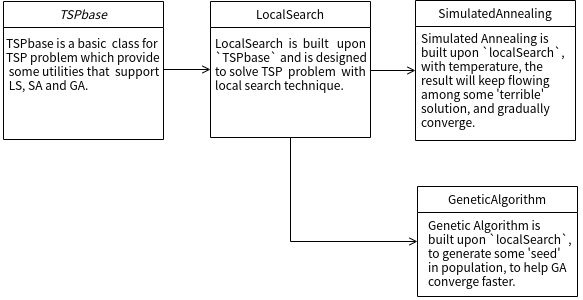 TSPbase
TSPbase is a basic class for
TSP problem which provide
some utilities that support
LS, SA and GA.
LocalSearch
LocalSearch is built upon
`TSPbase` and is designed
to solve TSP problem with
local search technique.
SimulatedAnnealing
Simulated Annealing is
built upon `localSearch`,
with temperature, the
result will keep flowing
among some 'terrible'
solution, and gradually
converge.
GeneticAlgorithm
Genetic Algorithm is
built upon `localSearch`,
to generate some 'seed'
in population, to help GA
converge faster.